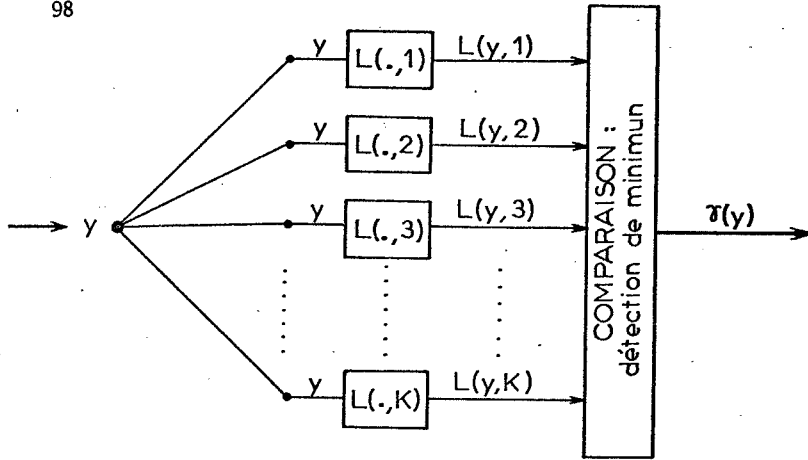 98
y L(.,1) L(y,1)
y L(.,2) L(y,2)
y y L(.,3) L(y,3)
y L(.,K) L(y,K)
COMPARAISON :
détection de minimun
γ(y)